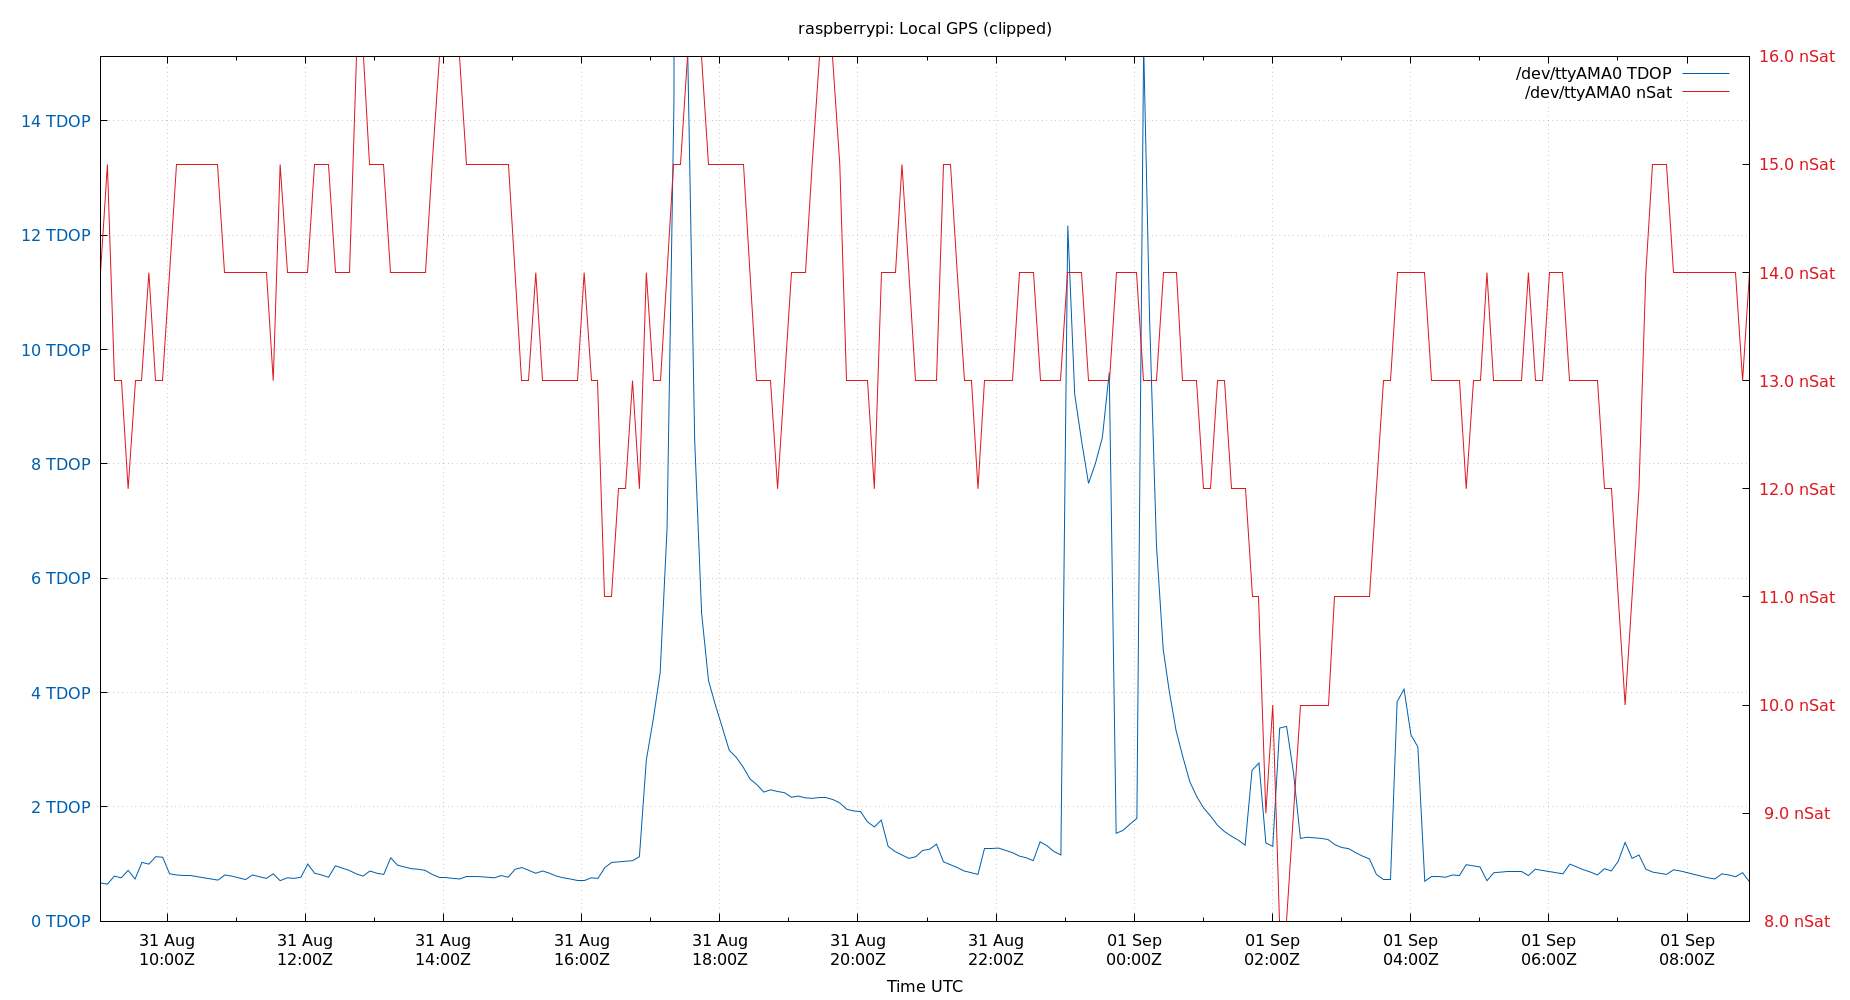 raspberrypi: Local GPS (clipped)
/dev/ttyAMA0 TDOP
/dev/ttyAMA0 nSat
14 TDOP
12 TDOP
10 TDOP
8 TDOP
6 TDOP
4 TDOP
2 TDOP
0 TDOP
16.0 nSat
15.0 nSat
14.0 nSat
13.0 nSat
12.0 nSat
11.0 nSat
10.0 nSat
9.0 nSat
8.0 nSat
31 Aug
10:00Z
31 Aug
12:00Z
31 Aug
14:00Z
31 Aug
16:00Z
31 Aug
18:00Z
31 Aug
20:00Z
31 Aug
22:00Z
01 Sep
00:00Z
01 Sep
02:00Z
01 Sep
04:00Z
01 Sep
06:00Z
01 Sep
08:00Z
Time UTC